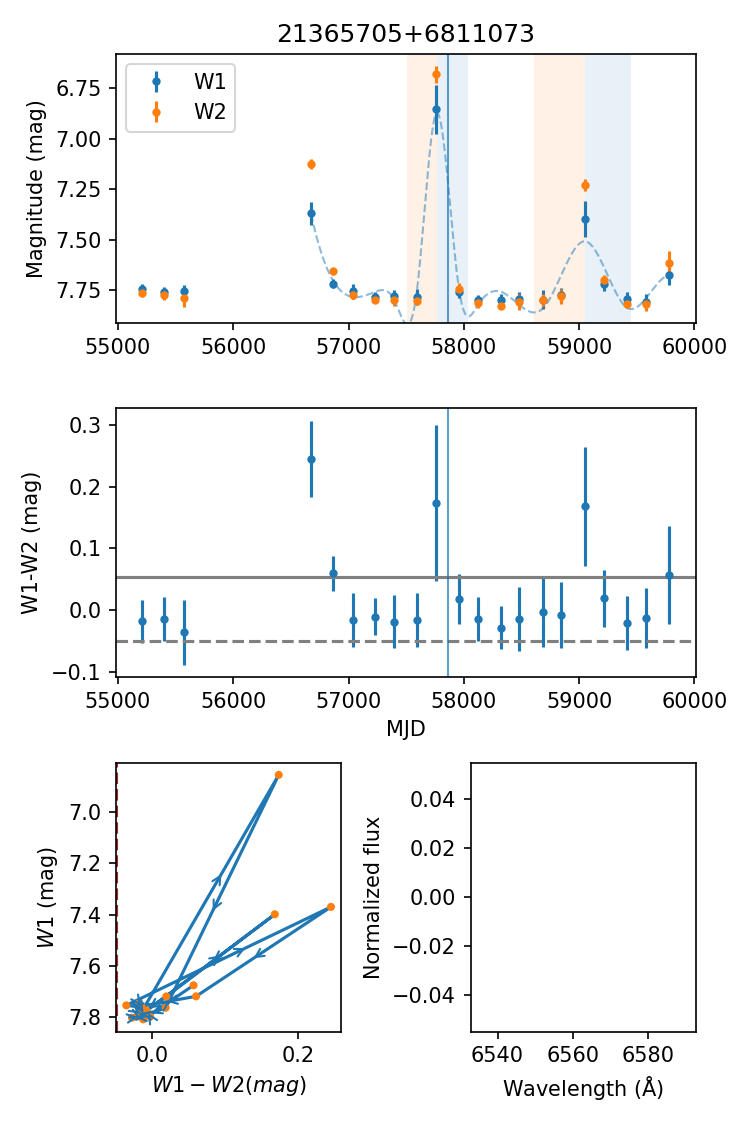 21365705+6811073
W1
W2
Magnitude (mag)
6.75
7.00
7.25
7.50
7.75
55000 56000 57000 58000 59000 60000
W1-W2 (mag)
0.3
0.2
0.1
0.0
−0.1
55000 56000 57000 58000 59000 60000
MJD
W1 (mag)
7.0
7.2
7.4
7.6
7.8
0.0 0.2
W1 − W2(mag)
Normalized flux
0.04
0.02
0.00
−0.02
−0.04
6540 6560 6580
Wavelength (Å)